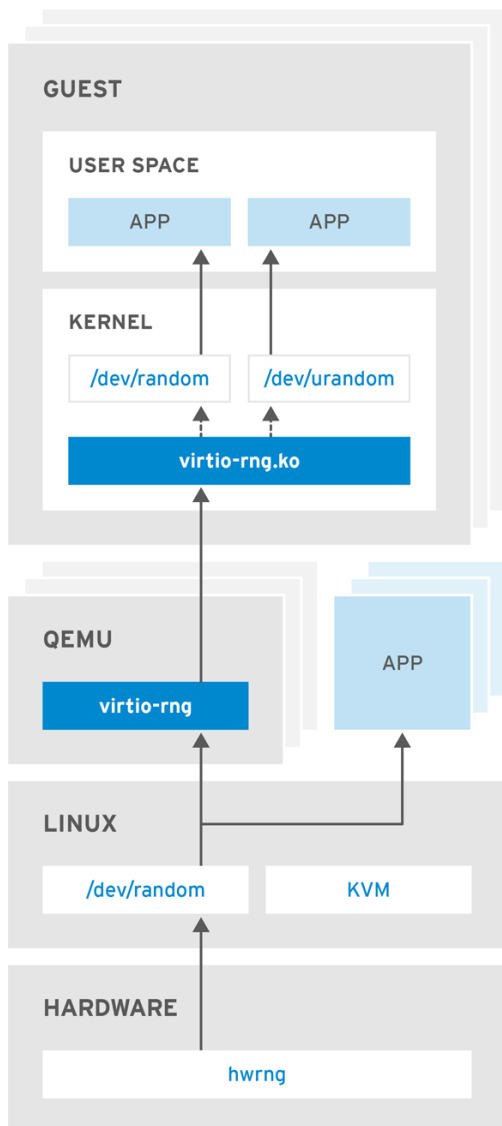 GUEST
USER SPACE
APP
APP
KERNEL
/dev/random
/dev/urandom
virtio-rng.ko
QEMU
virtio-rng
APP
LINUX
/dev/random
KVM
HARDWARE
hwrng